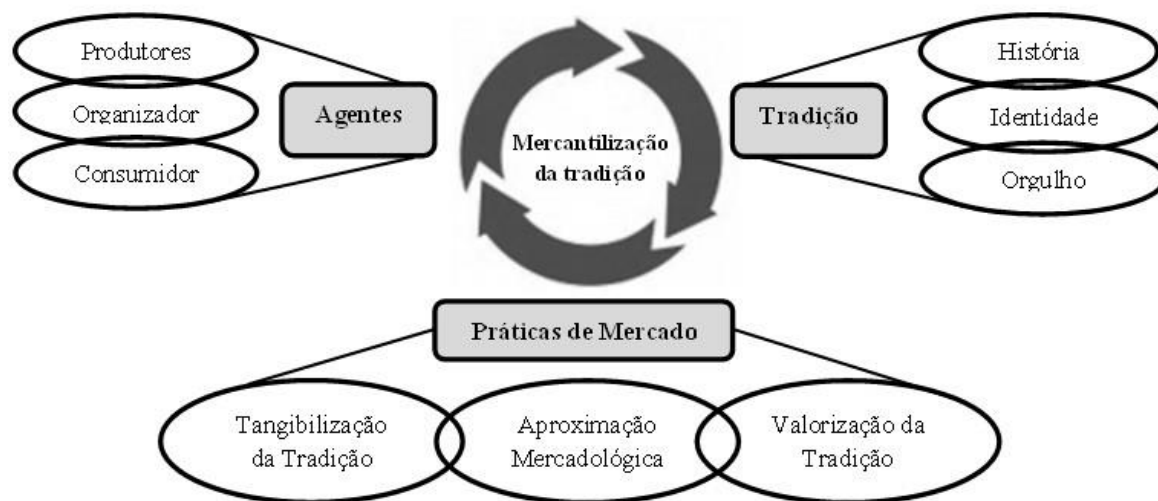 Produtores
Organizador
Consumidor
Agentes
Mercantilização
da tradição
Tradição
História
Identidade
Orgulho
Práticas de Mercado
Tangibilização
da Tradição
Aproximação
Mercadológica
Valorização da
Tradição